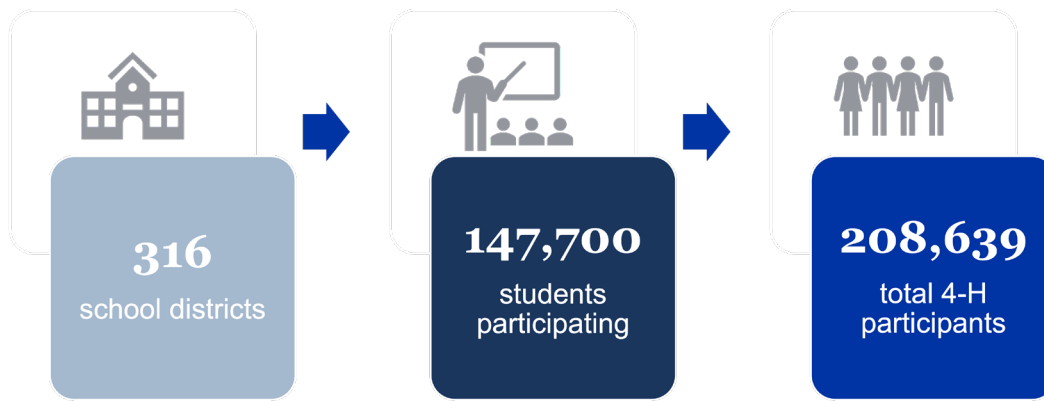 316
school districts
147,700
students
participating
208,639
total 4-H
participants